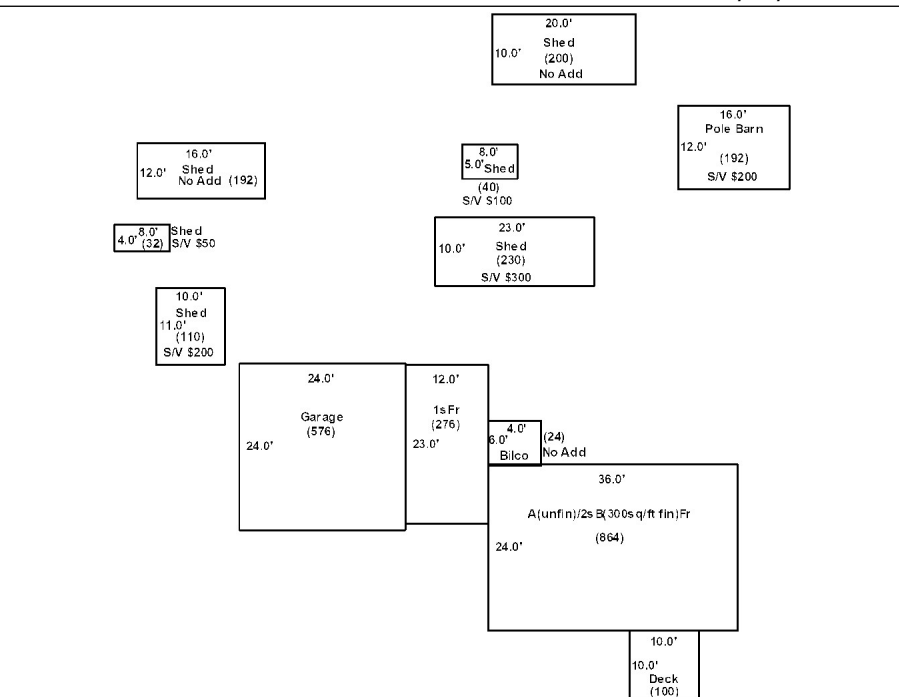 20.0'
Shed
10.0'
(200)
No Add
16.0'
Pole Barn
12.0'
(192)
S/V $200
16.0'
12.0'
Shed
No Add (192)
8.0'
5.0' Shed
(40)
S/V $100
8.0' Shed
4.0' (32) S/V $50
23.0'
10.0' Shed
(230)
S/V $300
10.0'
Shed
11.0'
(110)
S/V $200
24.0'
Garage
(576)
24.0'
12.0'
1sFr
(276)
23.0'
4.0'
6.0' (24)
Bilco No Add
36.0'
A(unfin)/2sB(300sq/ft fin)Fr
(864)
24.0'
10.0'
10.0'
Deck
(100)